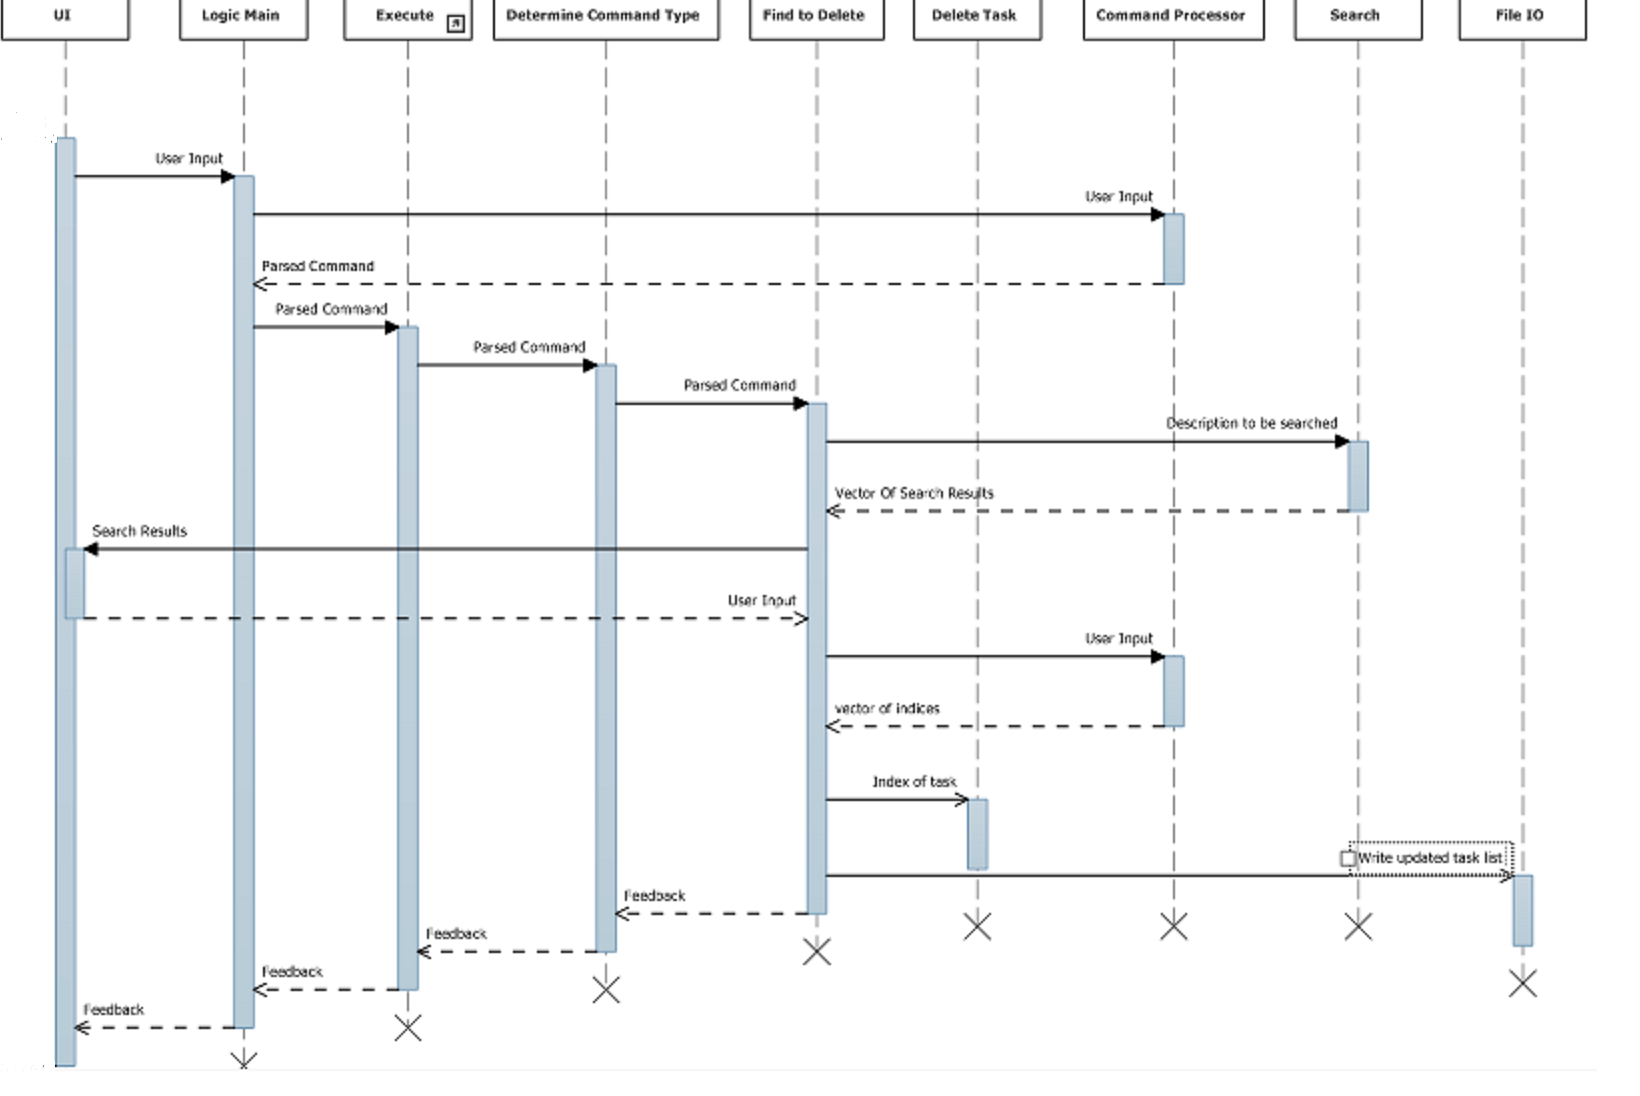 UI
Logic Main
Execute
Determine Command Type
Find to Delete
Delete Task
Command Processor
Search
File IO
User Input
User Input
Parsed Command
Parsed Command
Parsed Command
Parsed Command
Description to be searched
Vector Of Search Results
Search Results
User Input
User Input
vector of indices
Index of task
Write updated task list
Feedback
Feedback
Feedback
Feedback